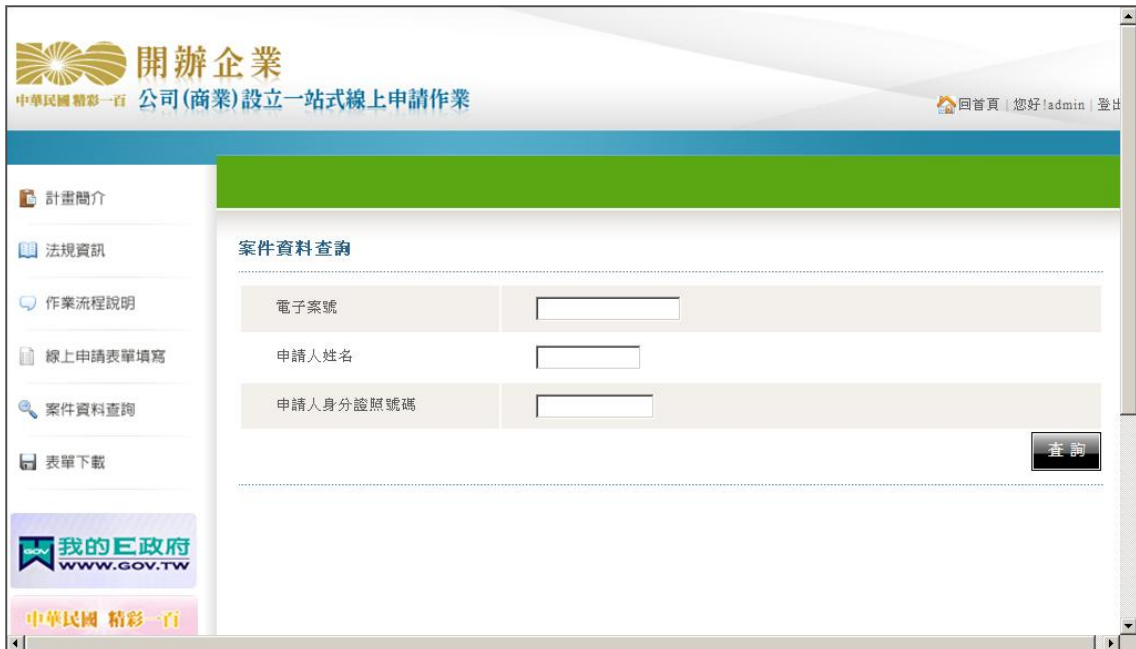 開辦企業
中華民國精彩一百 公司(商業)設立一站式線上申請作業
回首頁 | 您好!admin | 登出
計畫簡介
法規資訊
作業流程說明
線上申請表單填寫
案件資料查詢
表單下載
案件資料查詢
電子案號
申請人姓名
申請人身分證照號碼
查詢
GOV 我的E政府
WWW.GOV.TW
中華民國 精彩一百